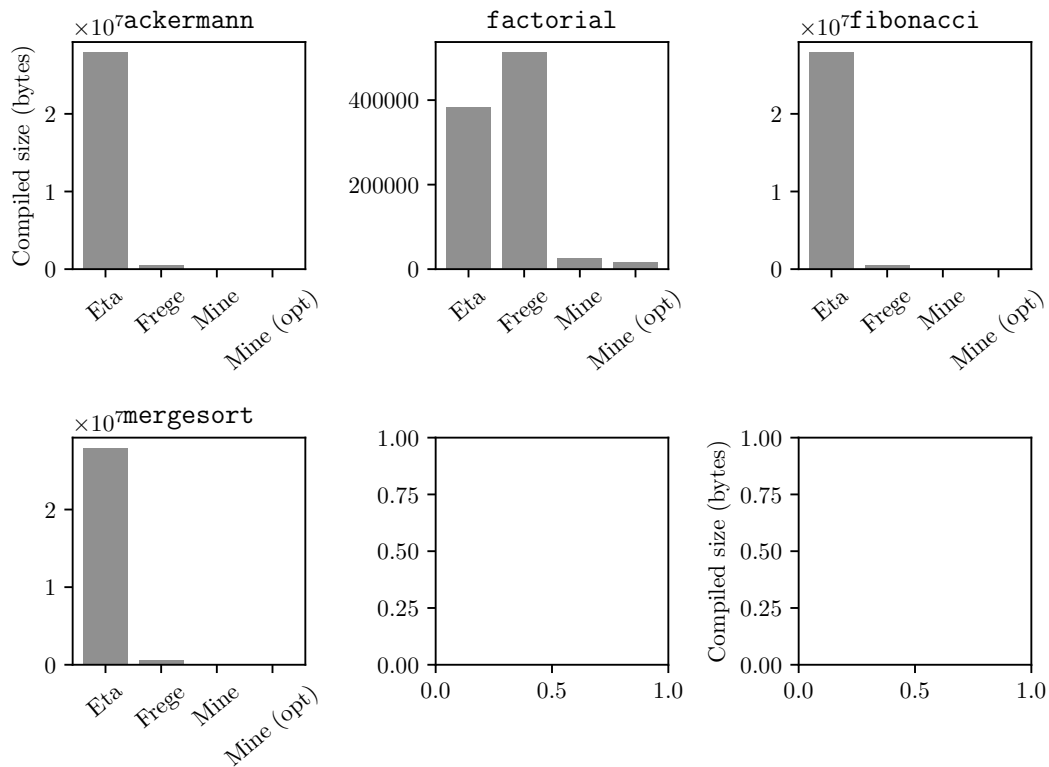 ×10⁷ackermann
Compiled size (bytes)
2
1
0
Eta
Frege
Mine
Mine (opt)
factorial
400000
200000
0
Eta
Frege
Mine
Mine (opt)
×10⁷fibonacci
2
1
0
Eta
Frege
Mine
Mine (opt)
×10⁷mergesort
2
1
0
Eta
Frege
Mine
Mine (opt)
1.00
0.75
0.50
0.25
0.00
0.0
0.5
1.0
Compiled size (bytes)
1.00
0.75
0.50
0.25
0.00
0.0
0.5
1.0